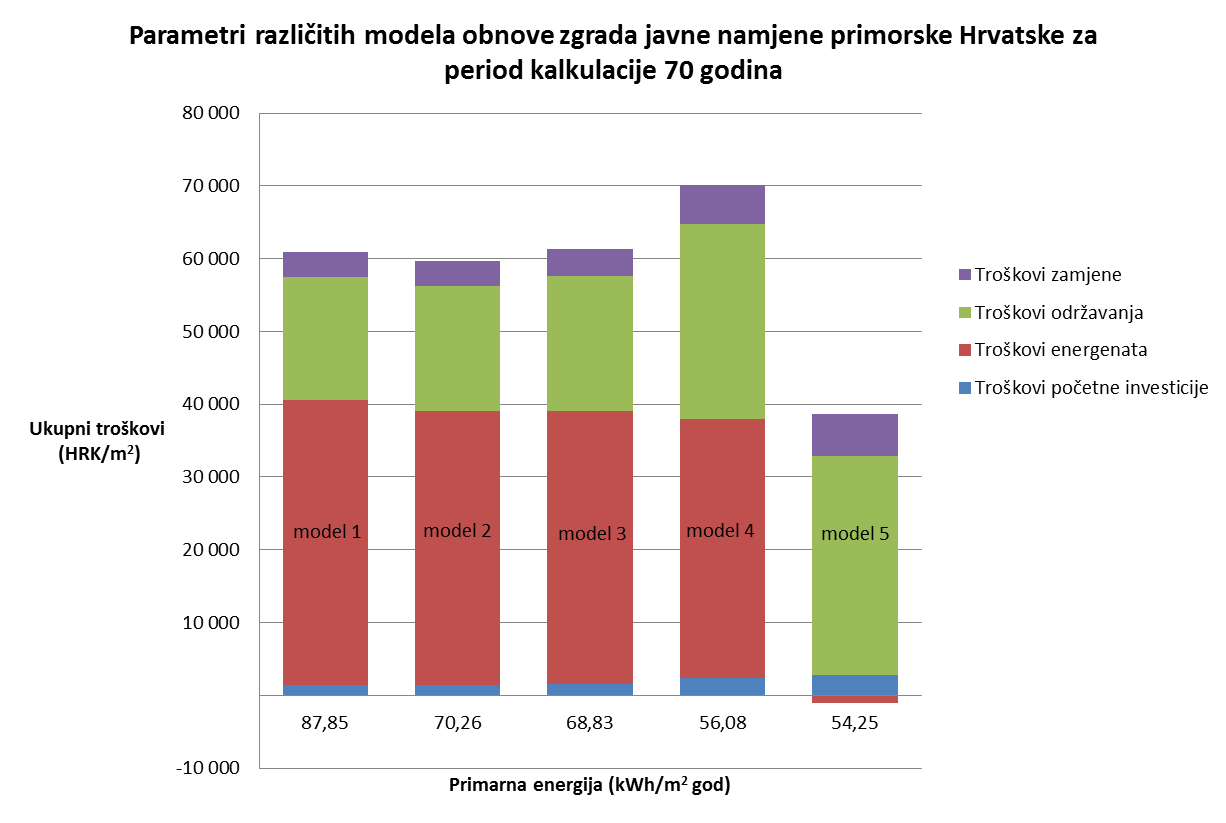 Parametri različitih modela obnove zgrada javne namjene primorske Hrvatske za
period kalkulacije 70 godina
80 000
70 000
60 000
50 000
40 000
30 000
20 000
10 000
-10 000
Ukupni troškovi
(HRK/m²)
model 1
model 2
model 3
model 4
model 5
87,85
70,26
68,83
56,08
54,25
Primarna energija (kWh/m² god)
Troškovi zamjene
Troškovi održavanja
Troškovi energenata
Troškovi početne investicije